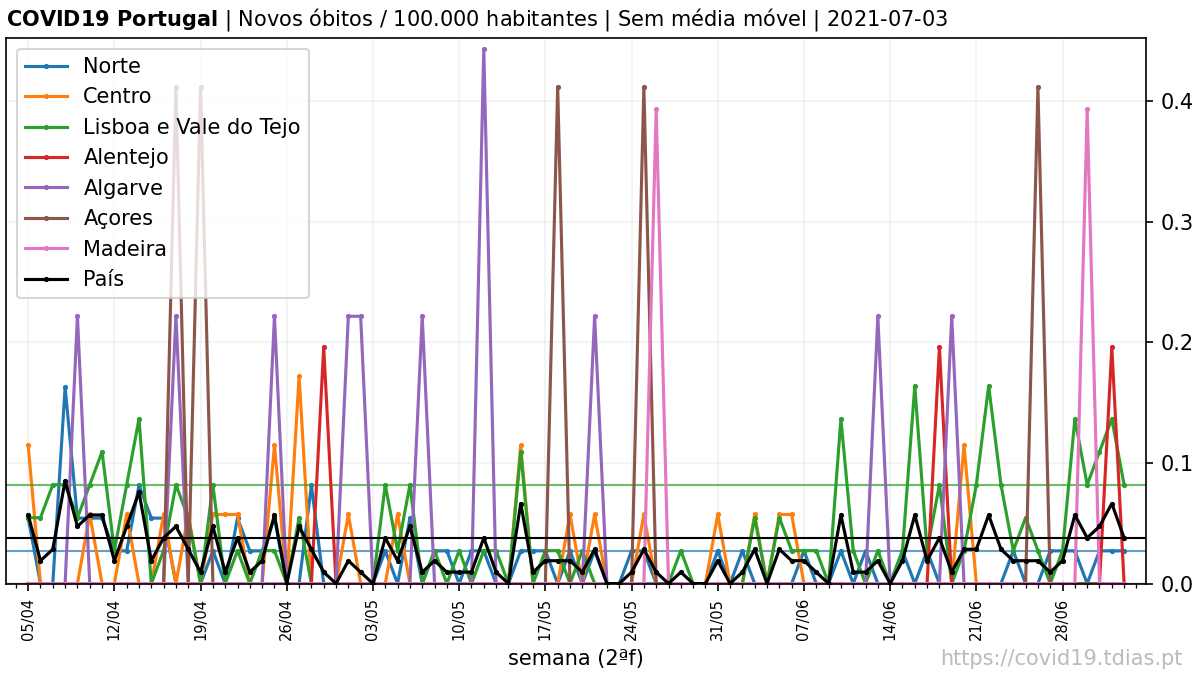 COVID19 Portugal | Novos óbitos / 100.000 habitantes | Sem média móvel | 2021-07-03
Norte
Centro
Lisboa e Vale do Tejo
Alentejo
Algarve
Açores
Madeira
País
0.4
0.3
0.2
0.1
0.0
05/04
12/04
19/04
26/04
03/05
10/05
17/05
24/05
31/05
07/06
14/06
21/06
28/06
semana (2ªf)
https://covid19.tdias.pt